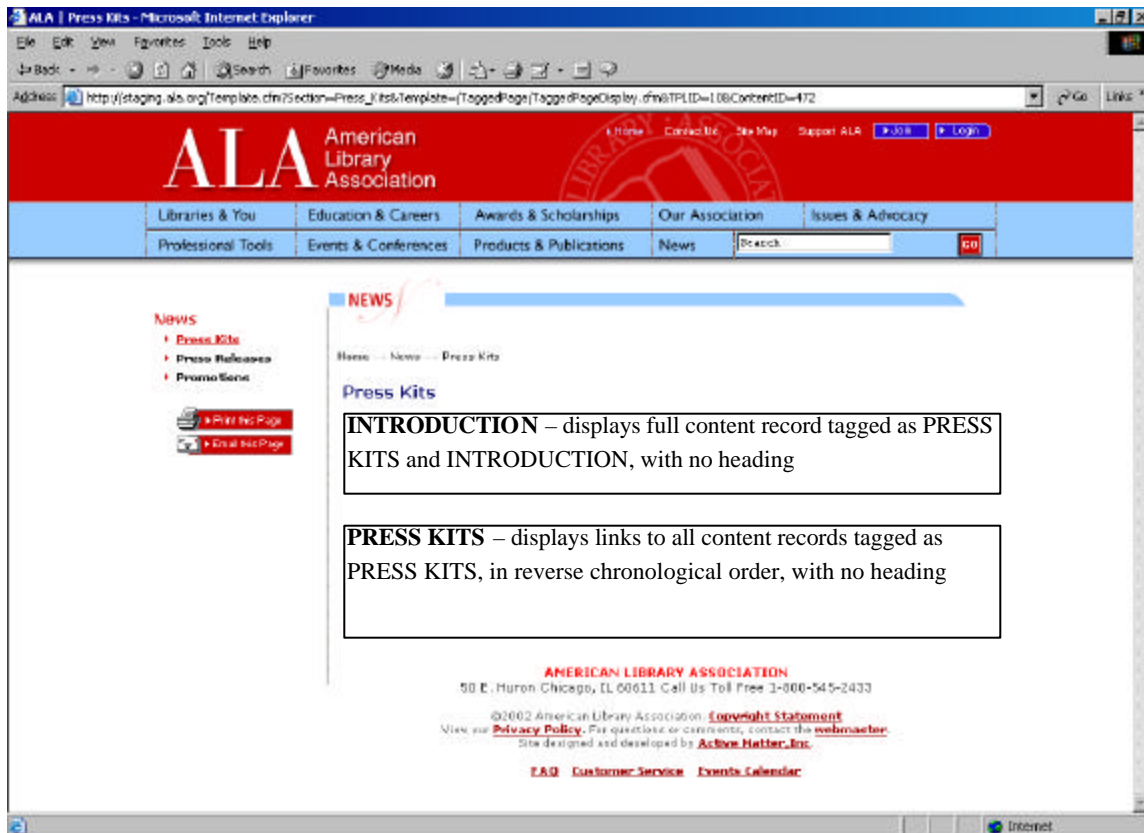 ALA | Press Kits - Microsoft Internet Explorer
File Edit View Favorites Tools Help
Back Search Favorites Media
Address http://staging.ala.org/Template.cfm?Section=Press_Kits&Template=/TaggedPage/TaggedPageDisplay.cfm&TPLID=10&ContentID=472 Go Links »
Home Contact Us Site Map Support ALA Join Login
ALA American
Library
Association
Libraries & You Education & Careers Awards & Scholarships Our Association Issues & Advocacy
Professional Tools Events & Conferences Products & Publications News Search GO
NEWS
News
Press Kits
Press Releases
Promotions
Print this Page
Email this Page
Home — News — Press Kits
Press Kits
INTRODUCTION – displays full content record tagged as PRESS
KITS and INTRODUCTION, with no heading
PRESS KITS – displays links to all content records tagged as
PRESS KITS, in reverse chronological order, with no heading
AMERICAN LIBRARY ASSOCIATION
50 E. Huron Chicago, IL 60611 Call Us Toll Free 1-800-545-2433
©2002 American Library Association. Copyright Statement
View our Privacy Policy. For questions or comments, contact the webmaster.
Site designed and developed by Active Matter, Inc.
FAQ Customer Service Events Calendar
Internet